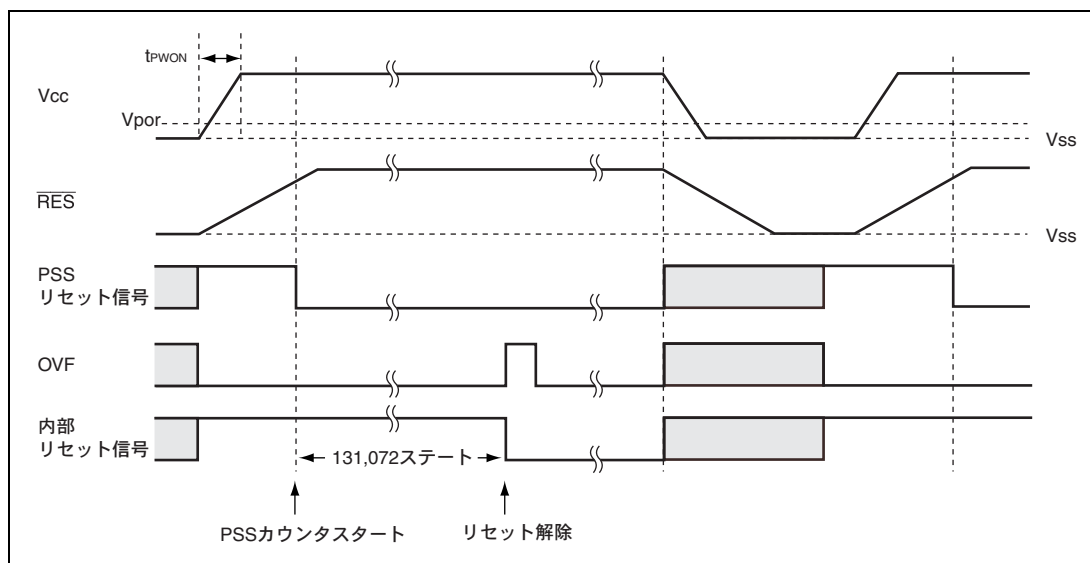 tPWON
Vcc
Vpor
Vss
RES
Vss
PSS
リセット信号
OVF
内部
リセット信号
131,072ステート
PSSカウンタスタート
リセット解除